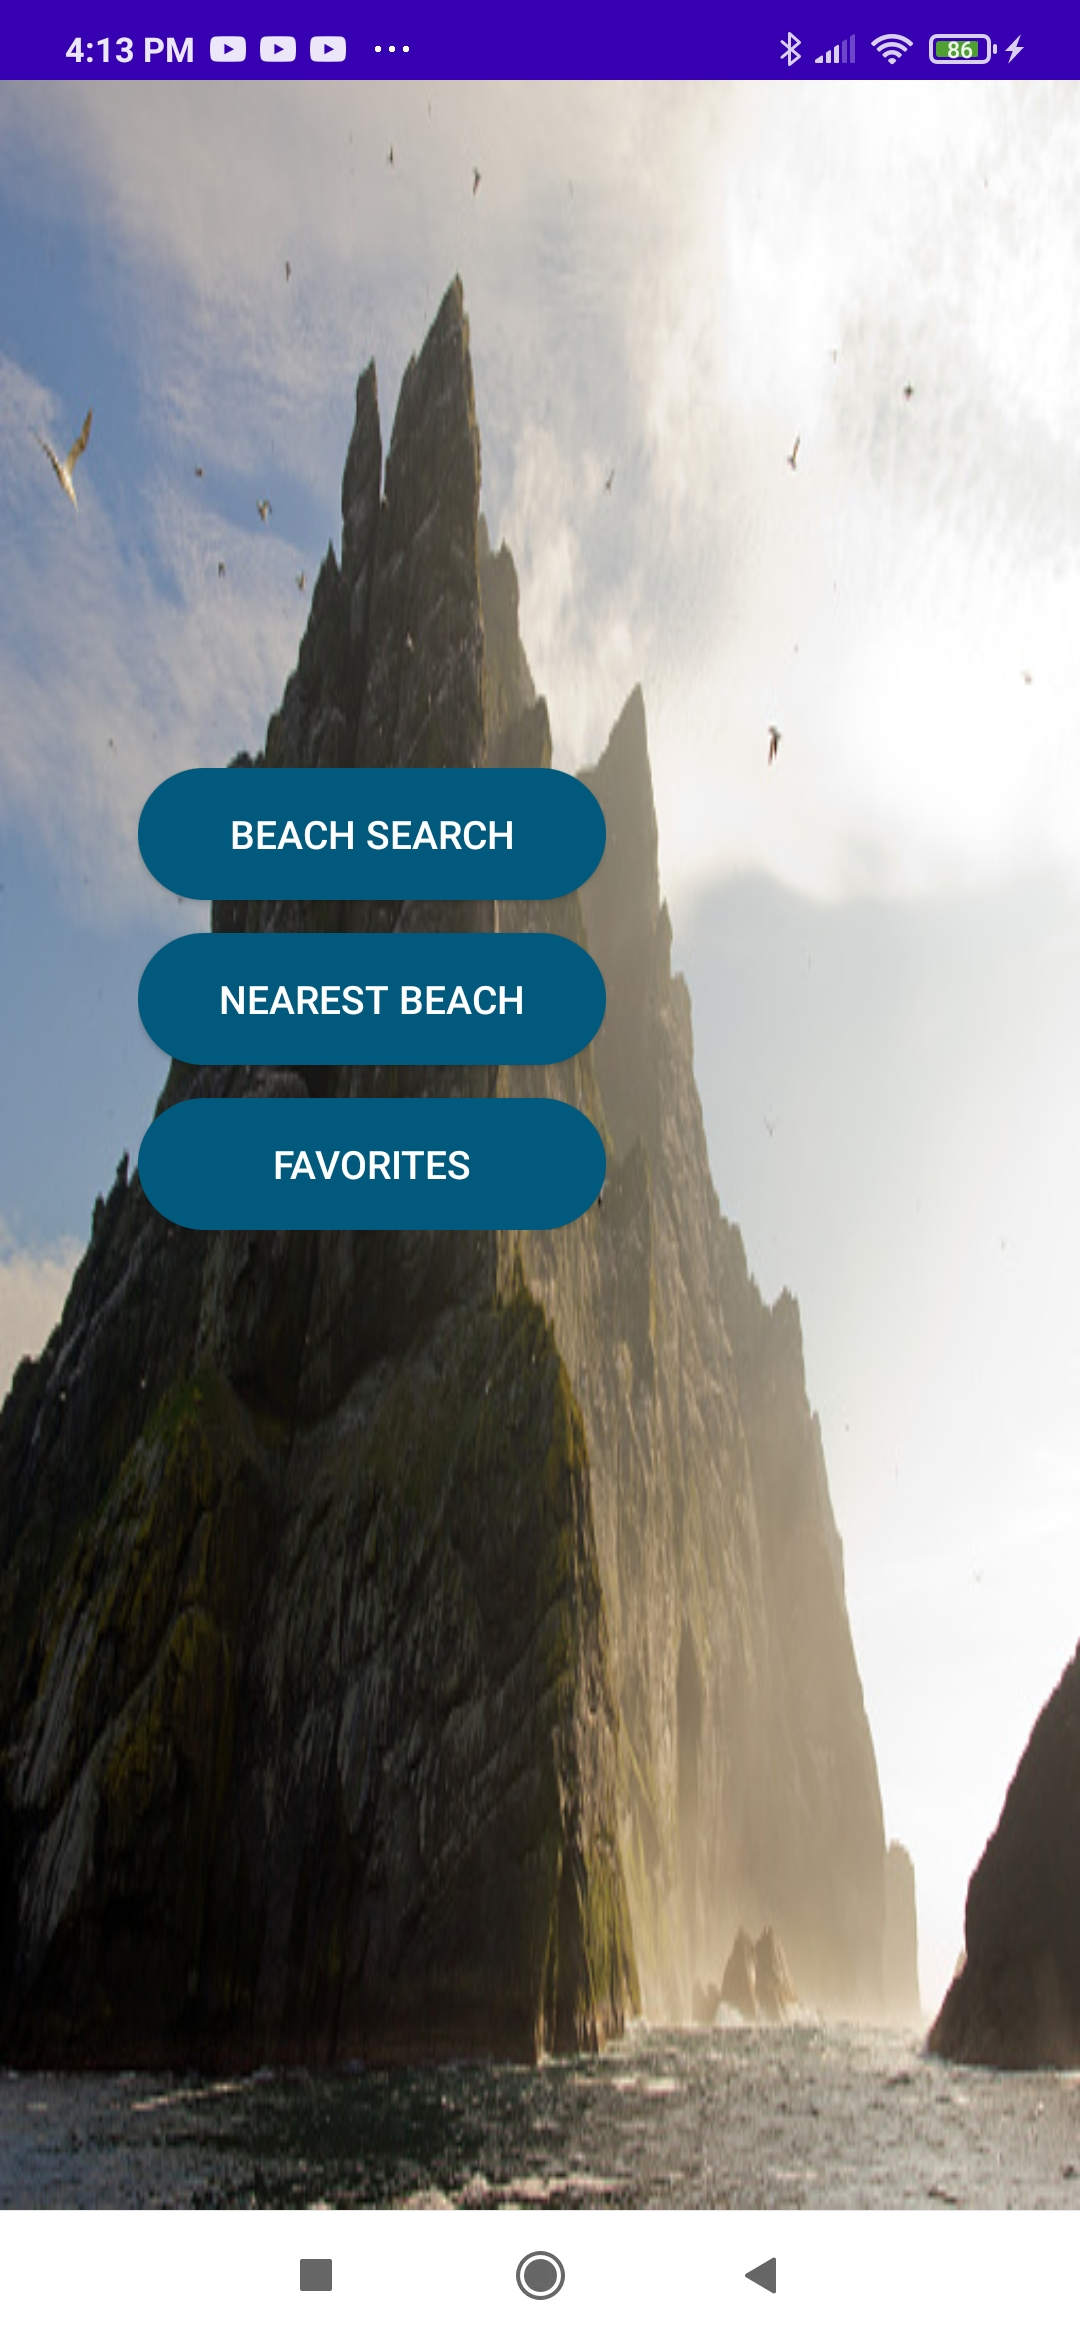 4:13 PM
86
BEACH SEARCH
NEAREST BEACH
FAVORITES